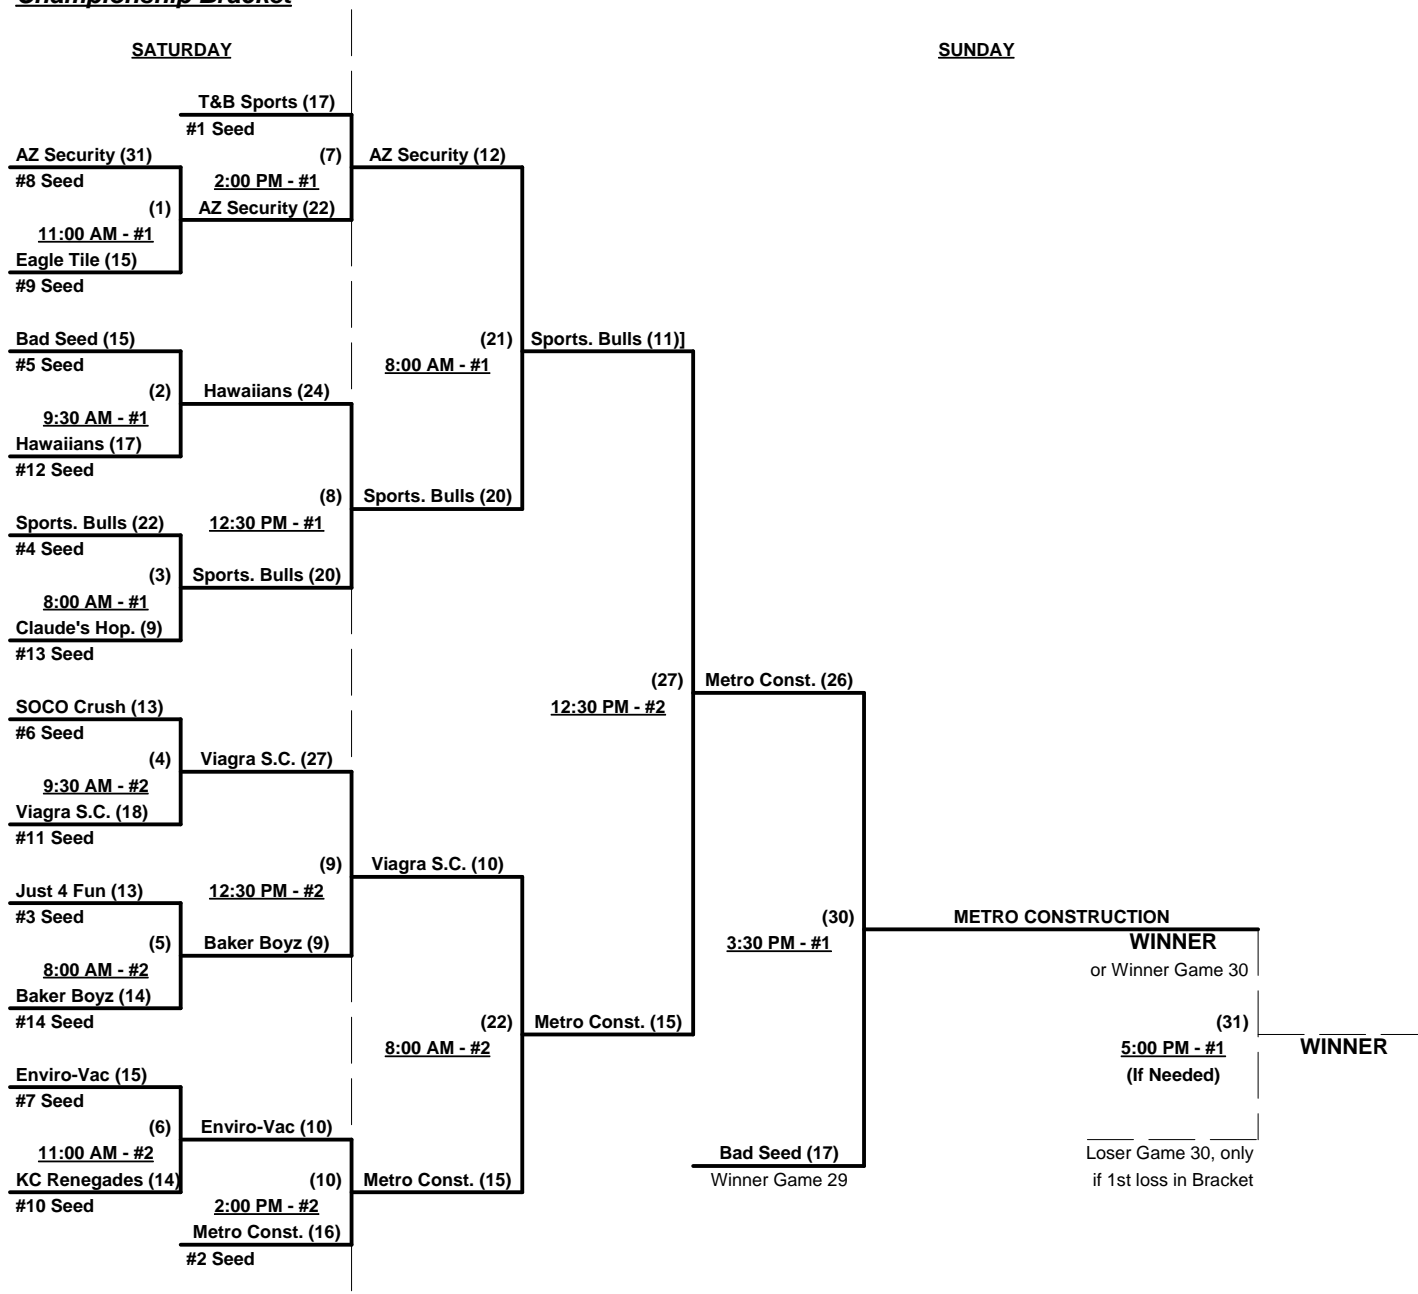 Championship Bracket
SATURDAY
SUNDAY
T&B Sports (17)
#1 Seed
AZ Security (31)
(7)
AZ Security (12)
#8 Seed
2:00 PM - #1
(1)
AZ Security (22)
11:00 AM - #1
Eagle Tile (15)
#9 Seed
Bad Seed (15)
(21)
Sports. Bulls (11)]
#5 Seed
8:00 AM - #1
(2)
Hawaiians (24)
9:30 AM - #1
Hawaiians (17)
#12 Seed
(8)
Sports. Bulls (20)
Sports. Bulls (22)
12:30 PM - #1
#4 Seed
(3)
Sports. Bulls (20)
8:00 AM - #1
Claude's Hop. (9)
#13 Seed
(27)
Metro Const. (26)
SOCO Crush (13)
12:30 PM - #2
#6 Seed
(4)
Viagra S.C. (27)
9:30 AM - #2
Viagra S.C. (18)
#11 Seed
(9)
Viagra S.C. (10)
Just 4 Fun (13)
12:30 PM - #2
#3 Seed
(30)
METRO CONSTRUCTION
(5)
Baker Boyz (9)
3:30 PM - #1
WINNER
8:00 AM - #2
or Winner Game 30
Baker Boyz (14)
#14 Seed
(22)
Metro Const. (15)
(31)
8:00 AM - #2
5:00 PM - #1
WINNER
Enviro-Vac (15)
(If Needed)
#7 Seed
(6)
Enviro-Vac (10)
11:00 AM - #2
Bad Seed (17)
Loser Game 30, only
KC Renegades (14)
(10)
Metro Const. (15)
Winner Game 29
if 1st loss in Bracket
#10 Seed
2:00 PM - #2
Metro Const. (16)
#2 Seed